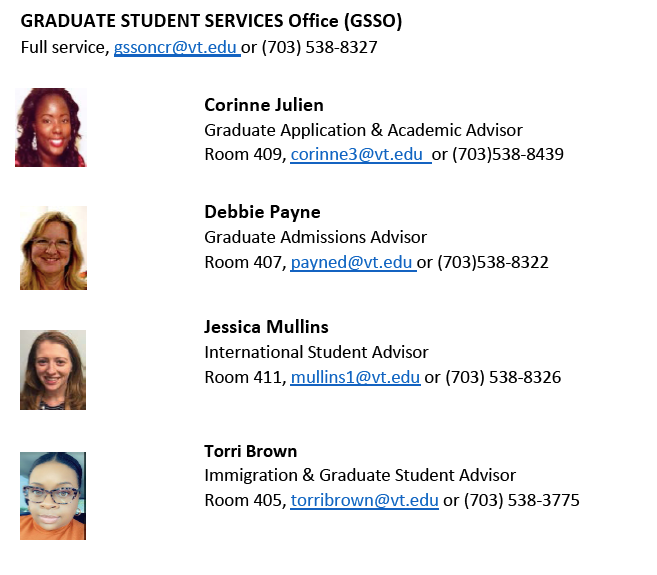 GRADUATE STUDENT SERVICES Office (GSSO)
Full service, gssoncr@vt.edu or (703) 538-8327
Corinne Julien
Graduate Application & Academic Advisor
Room 409, corinne3@vt.edu  or (703)538-8439
Debbie Payne
Graduate Admissions Advisor
Room 407, payned@vt.edu or (703)538-8322
Jessica Mullins
International Student Advisor
Room 411, mullins1@vt.edu or (703) 538-8326
Torri Brown
Immigration & Graduate Student Advisor
Room 405, torribrown@vt.edu or (703) 538-3775